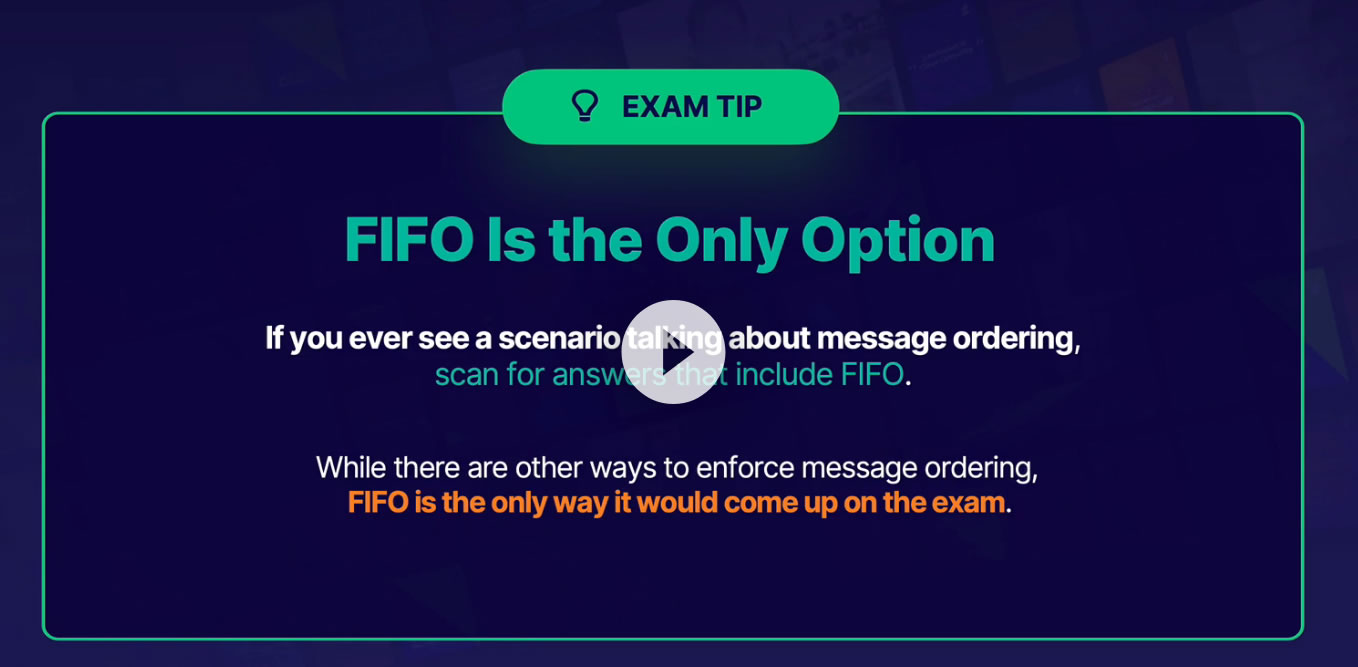 EXAM TIP
FIFO Is the Only Option
If you ever see a scenario talking about message ordering,
scan for answers that include FIFO.
While there are other ways to enforce message ordering,
FIFO is the only way it would come up on the exam.